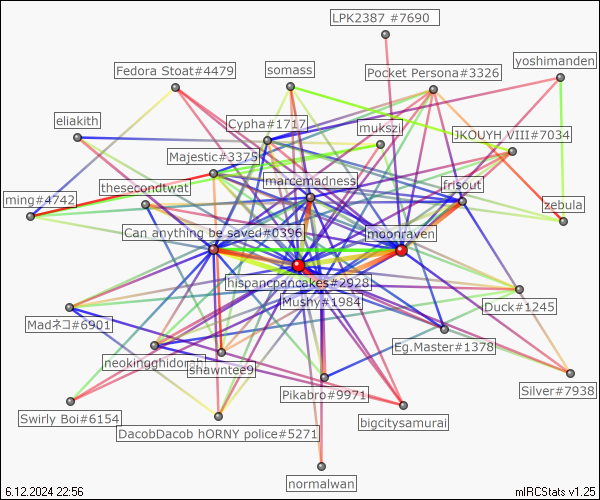 LPK2387 #7690
yoshimanden
Fedora Stoat#4479
somass
Pocket Persona#3326
eliakith
Cypha#1717
mukszi
JKOUYH VIII#7034
Majestic#3375
ming#4742
thesecondtwat
marcemadness
frisout
zebula
Can anything be saved#0396
moonraven
hispancpancakes#2928
Mushy#1984
Duck#1245
Madネコ#6901
Eg.Master#1378
neokingghidorah
shawntee9
Silver#7938
Pikabro#9971
Swirly Boi#6154
bigcitysamurai
DacobDacob hORNY police#5271
normalwan
6.12.2024 22:56
mIRCStats v1.25